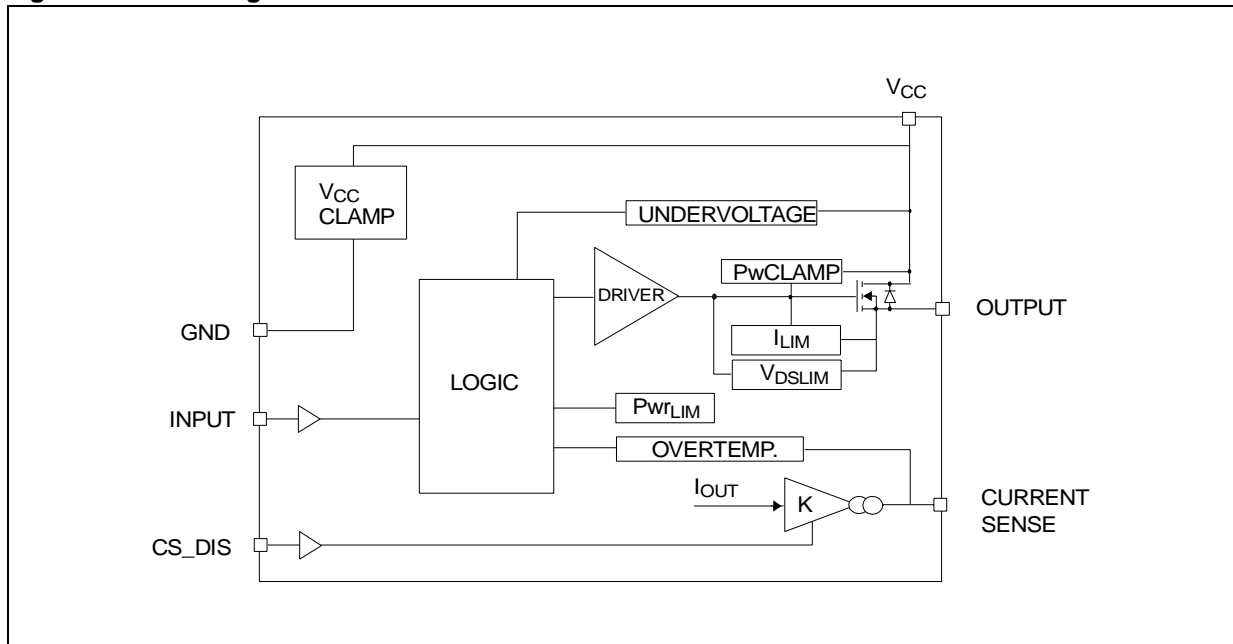 VCC
VCC
CLAMP
UNDERVOLTAGE
PwCLAMP
DRIVER
OUTPUT
GND
ILIM
VDSLIM
LOGIC
PwrLIM
INPUT
OVERTEMP.
IOUT
K
CURRENT
SENSE
CS_DIS